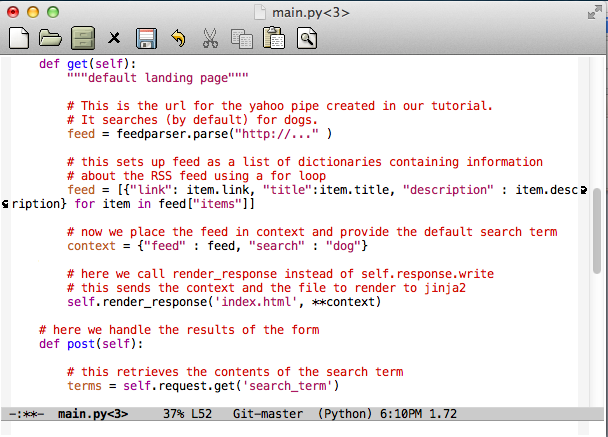 main.py<3>
def get(self):
"""default landing page"""
# This is the url for the yahoo pipe created in our tutorial.
# It searches (by default) for dogs.
feed = feedparser.parse("http://..." )
# this sets up feed as a list of dictionaries containing information
# about the RSS feed using a for loop
feed = [{"link": item.link, "title":item.title, "description" : item.desc
ription} for item in feed["items"]]
# now we place the feed in context and provide the default search term
context = {"feed" : feed, "search" : "dog"}
# here we call render_response instead of self.response.write
# this sends the context and the file to render to jinja2
self.render_response('index.html', **context)
# here we handle the results of the form
def post(self):
# this retrieves the contents of the search term
terms = self.request.get('search_term')
-:**-  main.py<3>     37% L52   Git-master  (Python) 6:10PM 1.72